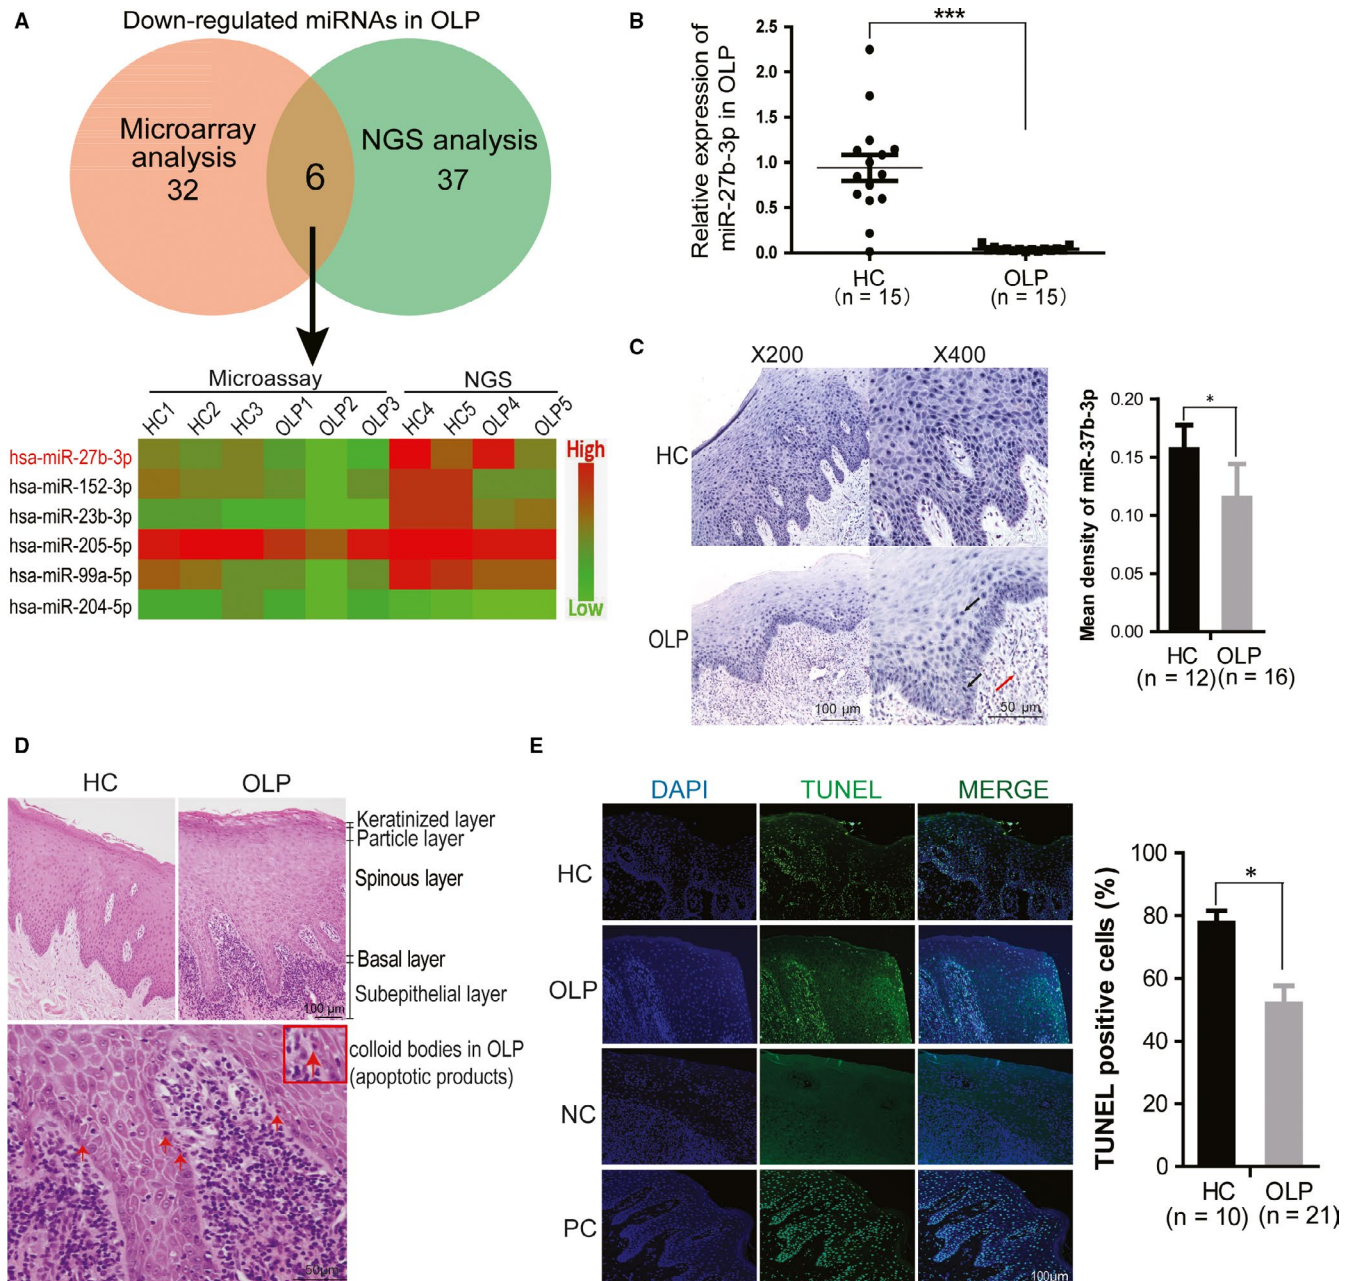 A
Down-regulated miRNAs in OLP
Microarray
analysis
32
6
NGS analysis
37
Microassay
NGS
HC1
HC2
HC3
OLP1
OLP2
OLP3
HC4
HC5
OLP4
OLP5
hsa-miR-27b-3p
hsa-miR-152-3p
hsa-miR-23b-3p
hsa-miR-205-5p
hsa-miR-99a-5p
hsa-miR-204-5p
High
Low
B
Relative expression of
miR-27b-3p in OLP
2.5
2.0
1.5
1.0
0.5
0.0
***
HC
(n = 15)
OLP
(n = 15)
C
X200
X400
HC
OLP
100 µm
50 µm
Mean density of miR-37b-3p
0.20
0.15
0.10
0.05
0.00
*
HC
(n = 12)
OLP
(n = 16)
D
HC
OLP
Keratinized layer
Particle layer
Spinous layer
Basal layer
Subepithelial layer
100 µm
colloid bodies in OLP
(apoptotic products)
50µm
E
DAPI
TUNEL
MERGE
HC
OLP
NC
PC
100µm
TUNEL positive cells (%)
100
80
60
40
20
0
*
HC
(n = 10)
OLP
(n = 21)